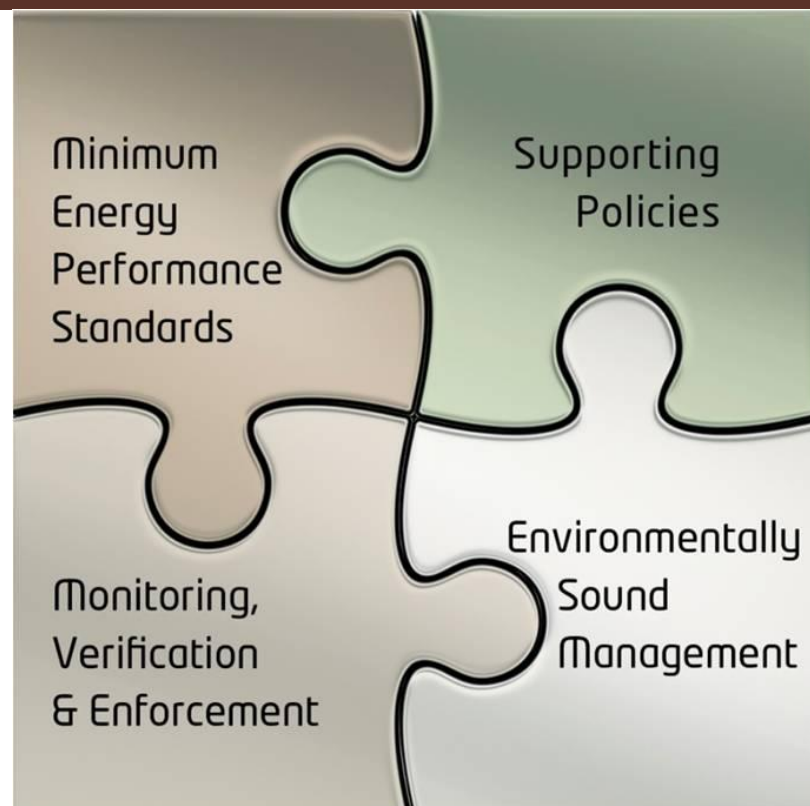 Minimum
Energy
Performance
Standards
Supporting
Policies
Monitoring,
Verification
& Enforcement
Environmentally
Sound
Management